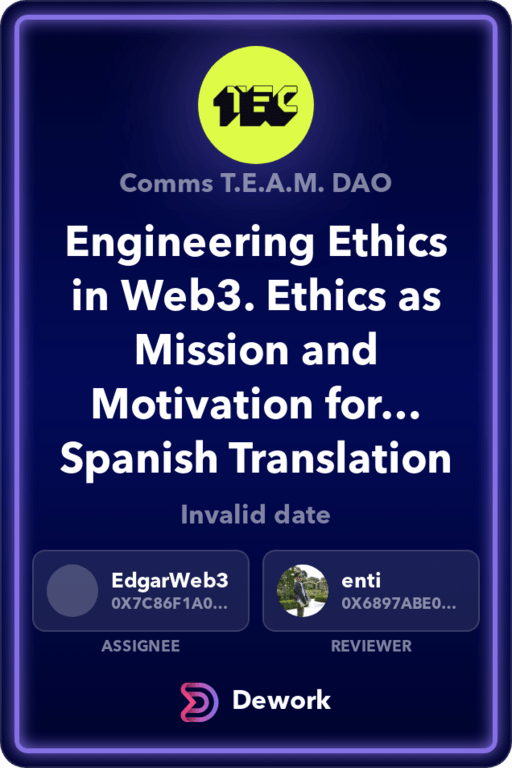 TEC
Comms T.E.A.M. DAO
Engineering Ethics
in Web3. Ethics as
Mission and
Motivation for...
Spanish Translation
Invalid date
EdgarWeb3
0X7C86F1A0...
enti
0X6897ABE0...
ASSIGNEE
REVIEWER
Dework